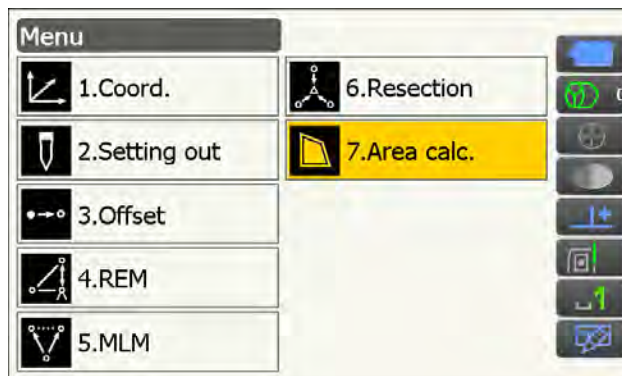 Menu
1.Coord.
2.Setting out
3.Offset
4.REM
5.MLM
6.Resection
7.Area calc.